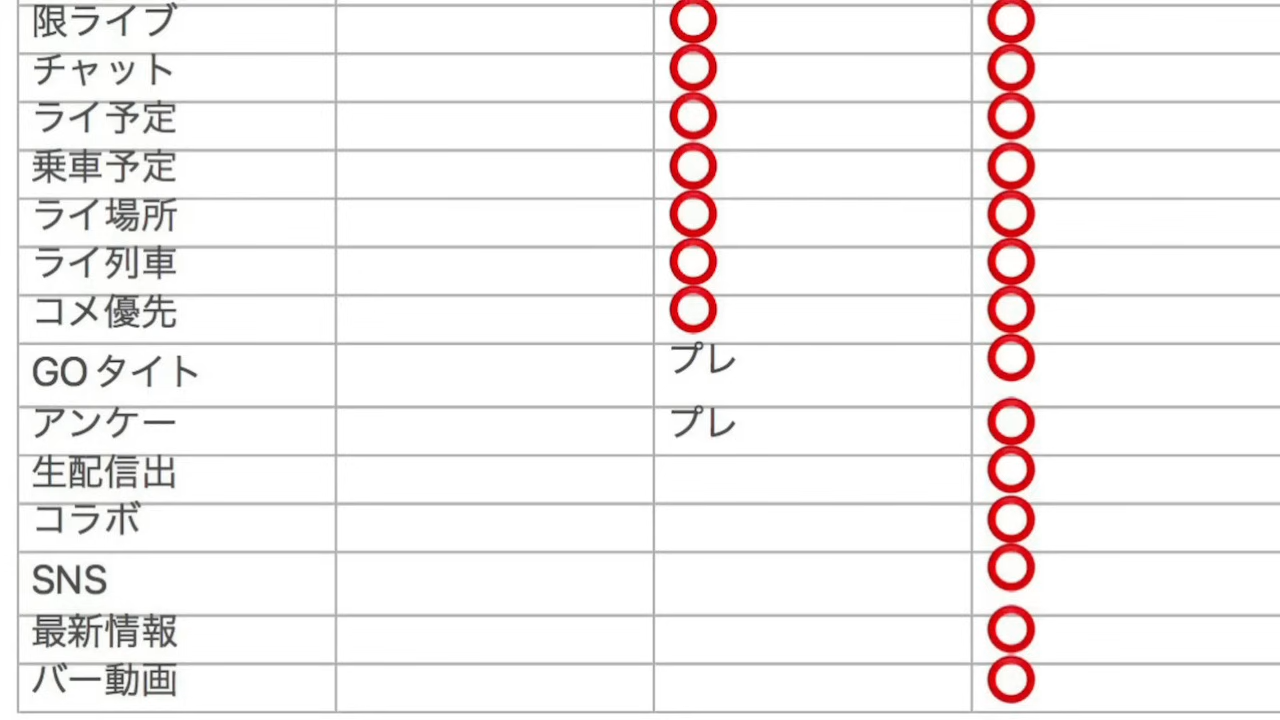 限ライブ ⭕ ⭕
チャット ⭕ ⭕
ライ予定 ⭕ ⭕
乗車予定 ⭕ ⭕
ライ場所 ⭕ ⭕
ライ列車 ⭕ ⭕
コメ優先 ⭕ ⭕
GOタイト プレ ⭕
アンケー プレ ⭕
生配信出 ⭕
コラボ ⭕
SNS ⭕
最新情報 ⭕
バー動画 ⭕